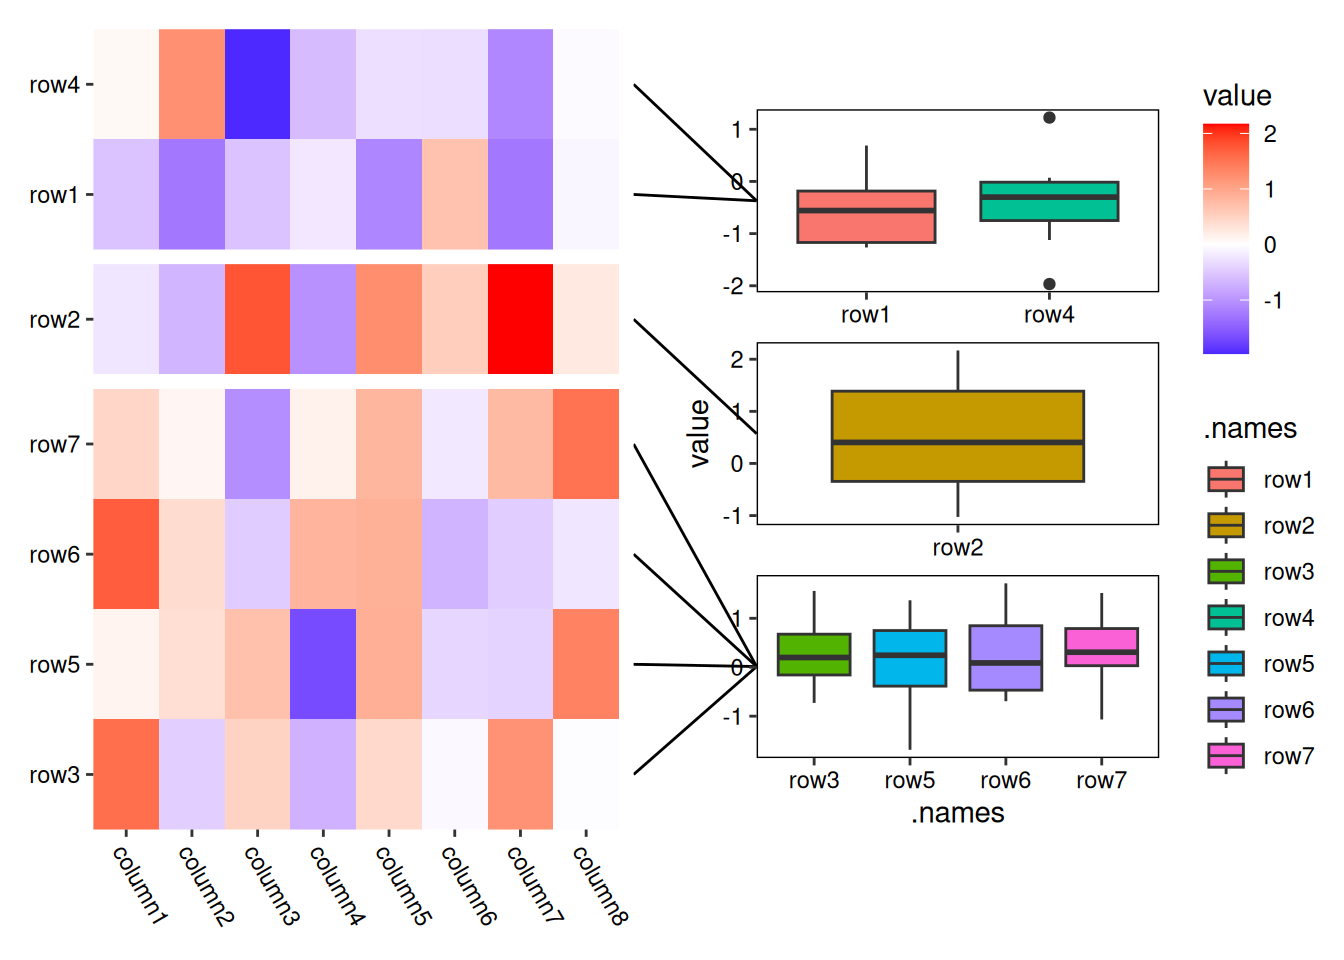 row4
row1
row2
row7
row6
row5
row3
column1
column2
column3
column4
column5
column6
column7
column8
value
1
0
-1
-2
row1
row4
2
1
0
-1
row2
1
0
-1
row3
row5
row6
row7
.names
value
2
1
0
-1
.names
row1
row2
row3
row4
row5
row6
row7